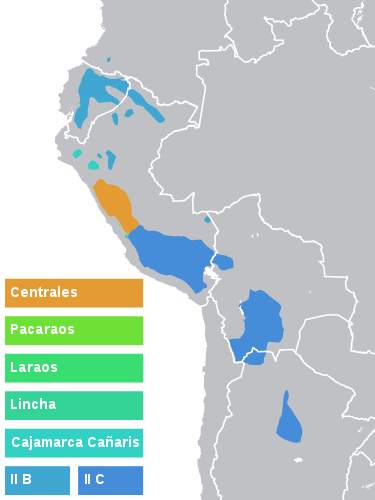 Centrales
Pacaraos
Laraos
Lincha
Cajamarca Cañaris
II B
II C